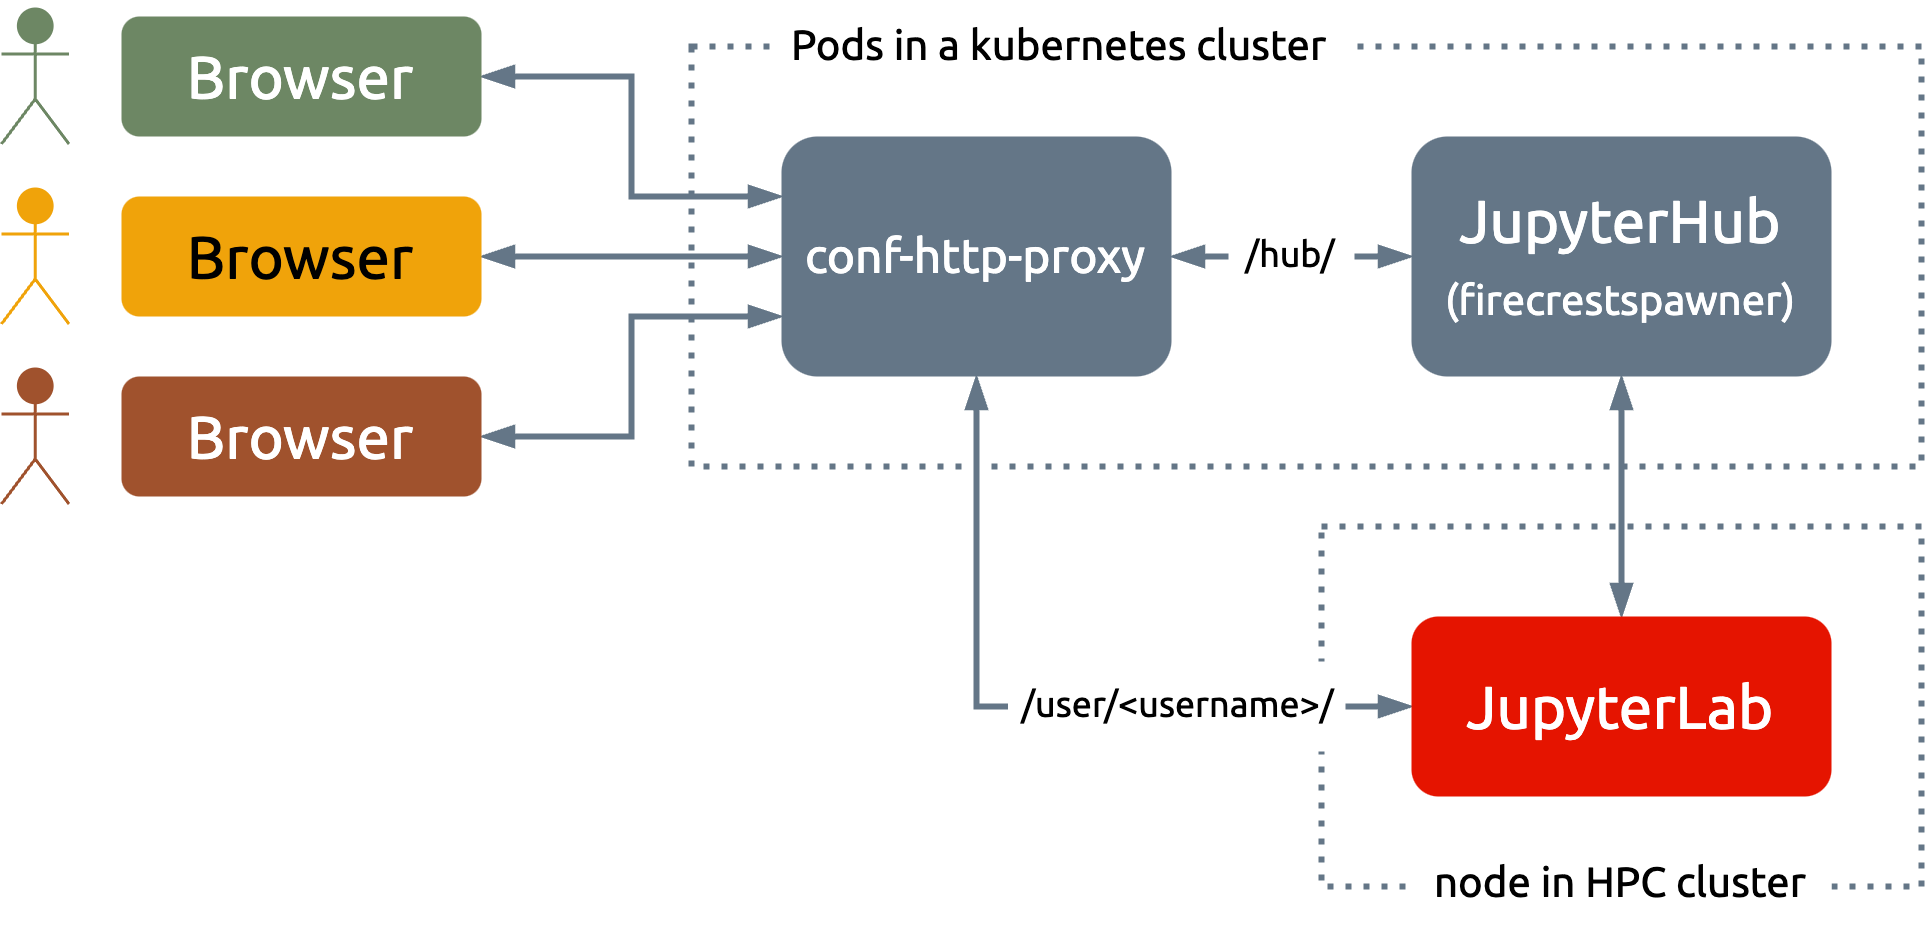 Pods in a kubernetes cluster
Browser
Browser
Browser
conf-http-proxy
/hub/
JupyterHub
(firecrestspawner)
/user/<username>/
JupyterLab
node in HPC cluster